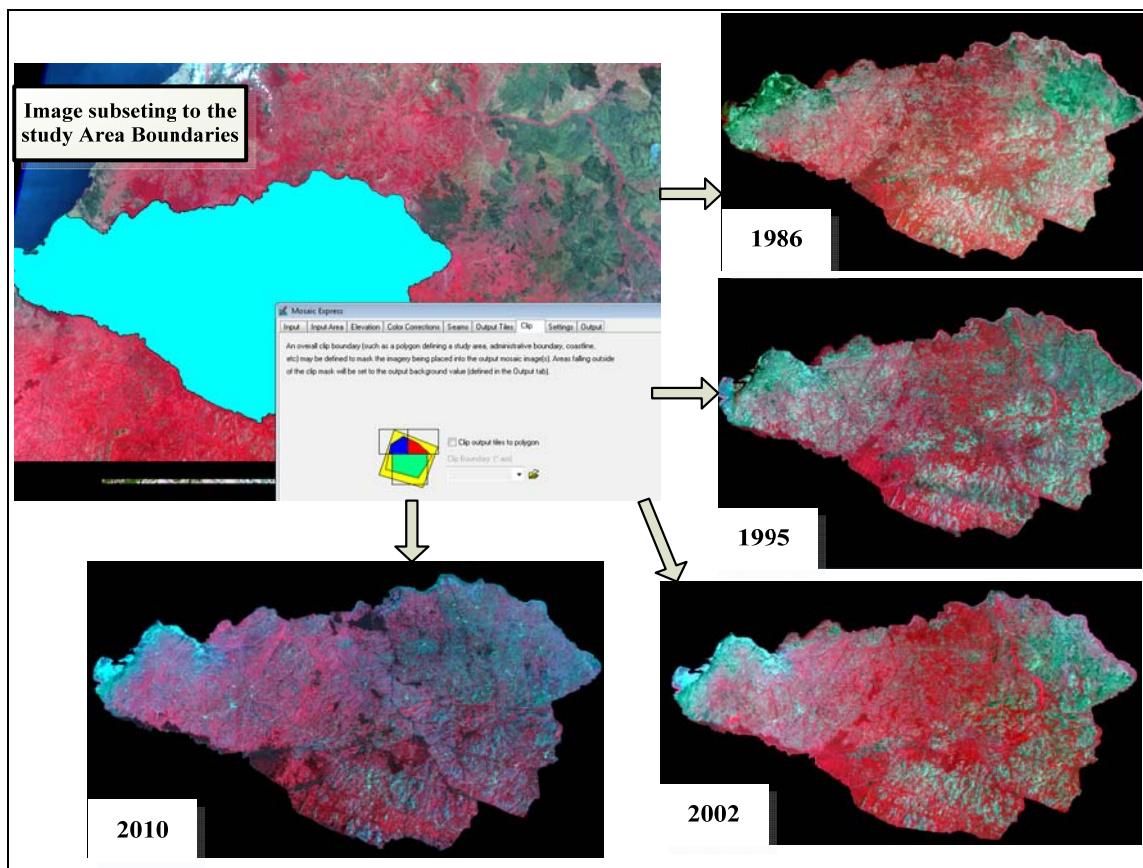 Image subseting to the
study Area Boundaries
Mosaic Express
Input Input Area Elevation Color Corrections Seams Output Tiles Clip Settings Output
An overall clip boundary (such as a polygon defining a study area, administrative boundary, coastline,
etc) may be defined to mask the imagery being placed into the output mosaic image(s). Areas falling outside
of the clip mask will be set to the output background value (defined in the Output tab).
Clip output tiles to polygon
Clip Boundary: (*.aoi)
1986
1995
2010
2002